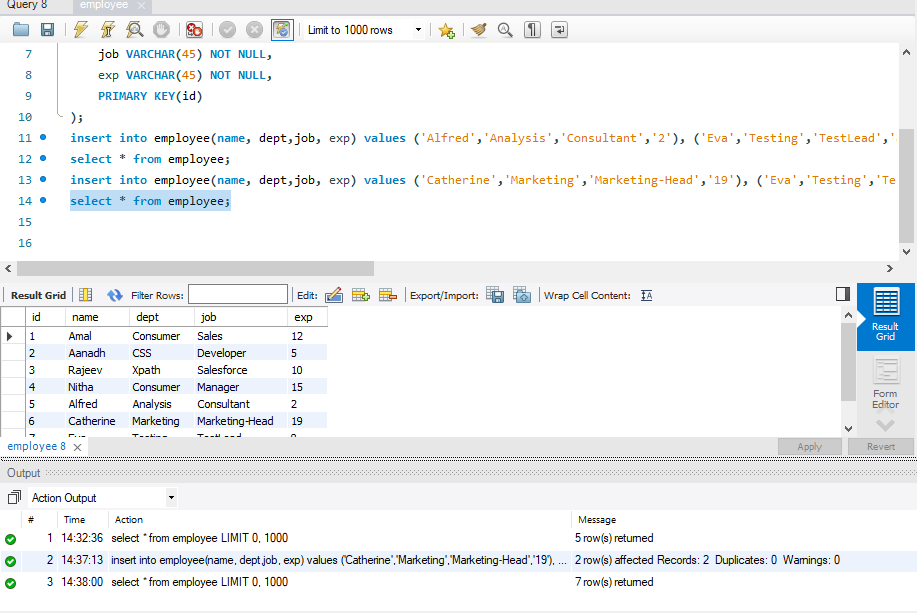 Query 8 employee
Limit to 1000 rows
7 job VARCHAR(45) NOT NULL,
8 exp VARCHAR(45) NOT NULL,
9 PRIMARY KEY(id)
10 );
11 insert into employee(name, dept,job, exp) values ('Alfred','Analysis','Consultant','2'), ('Eva','Testing','TestLead','
12 select * from employee;
13 insert into employee(name, dept,job, exp) values ('Catherine','Marketing','Marketing-Head','19'), ('Eva','Testing','Te
14 select * from employee;
15
16
Result Grid Filter Rows: Edit: Export/Import: Wrap Cell Content:
id name dept job exp
1 Amal Consumer Sales 12
2 Aanadh CSS Developer 5
3 Rajeev Xpath Salesforce 10
4 Nitha Consumer Manager 15
5 Alfred Analysis Consultant 2
6 Catherine Marketing Marketing-Head 19
7 Eva Testing TestLead 9
Result
Grid
Form
Editor
employee 8 Apply Revert
Output
Action Output
# Time Action Message
1 14:32:36 select * from employee LIMIT 0, 1000 5 row(s) returned
2 14:37:13 insert into employee(name, dept,job, exp) values ('Catherine','Marketing','Marketing-Head','19'), ... 2 row(s) affected Records: 2 Duplicates: 0 Warnings: 0
3 14:38:00 select * from employee LIMIT 0, 1000 7 row(s) returned